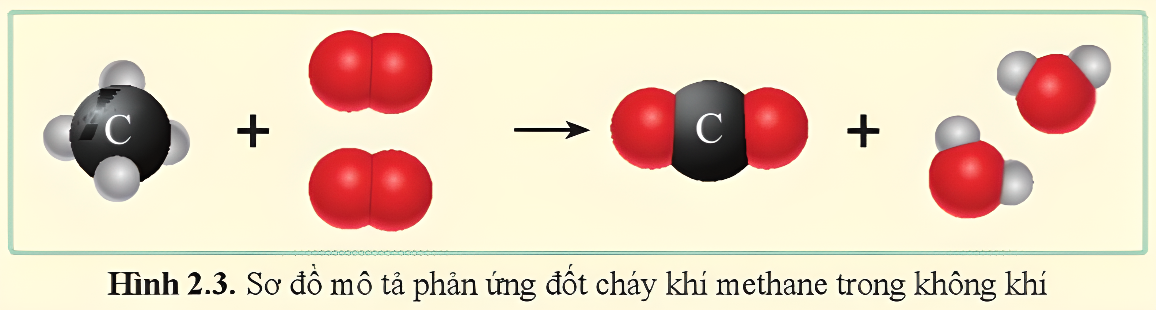 C + → C +
Hình 2.3. Sơ đồ mô tả phản ứng đốt cháy khí methane trong không khí